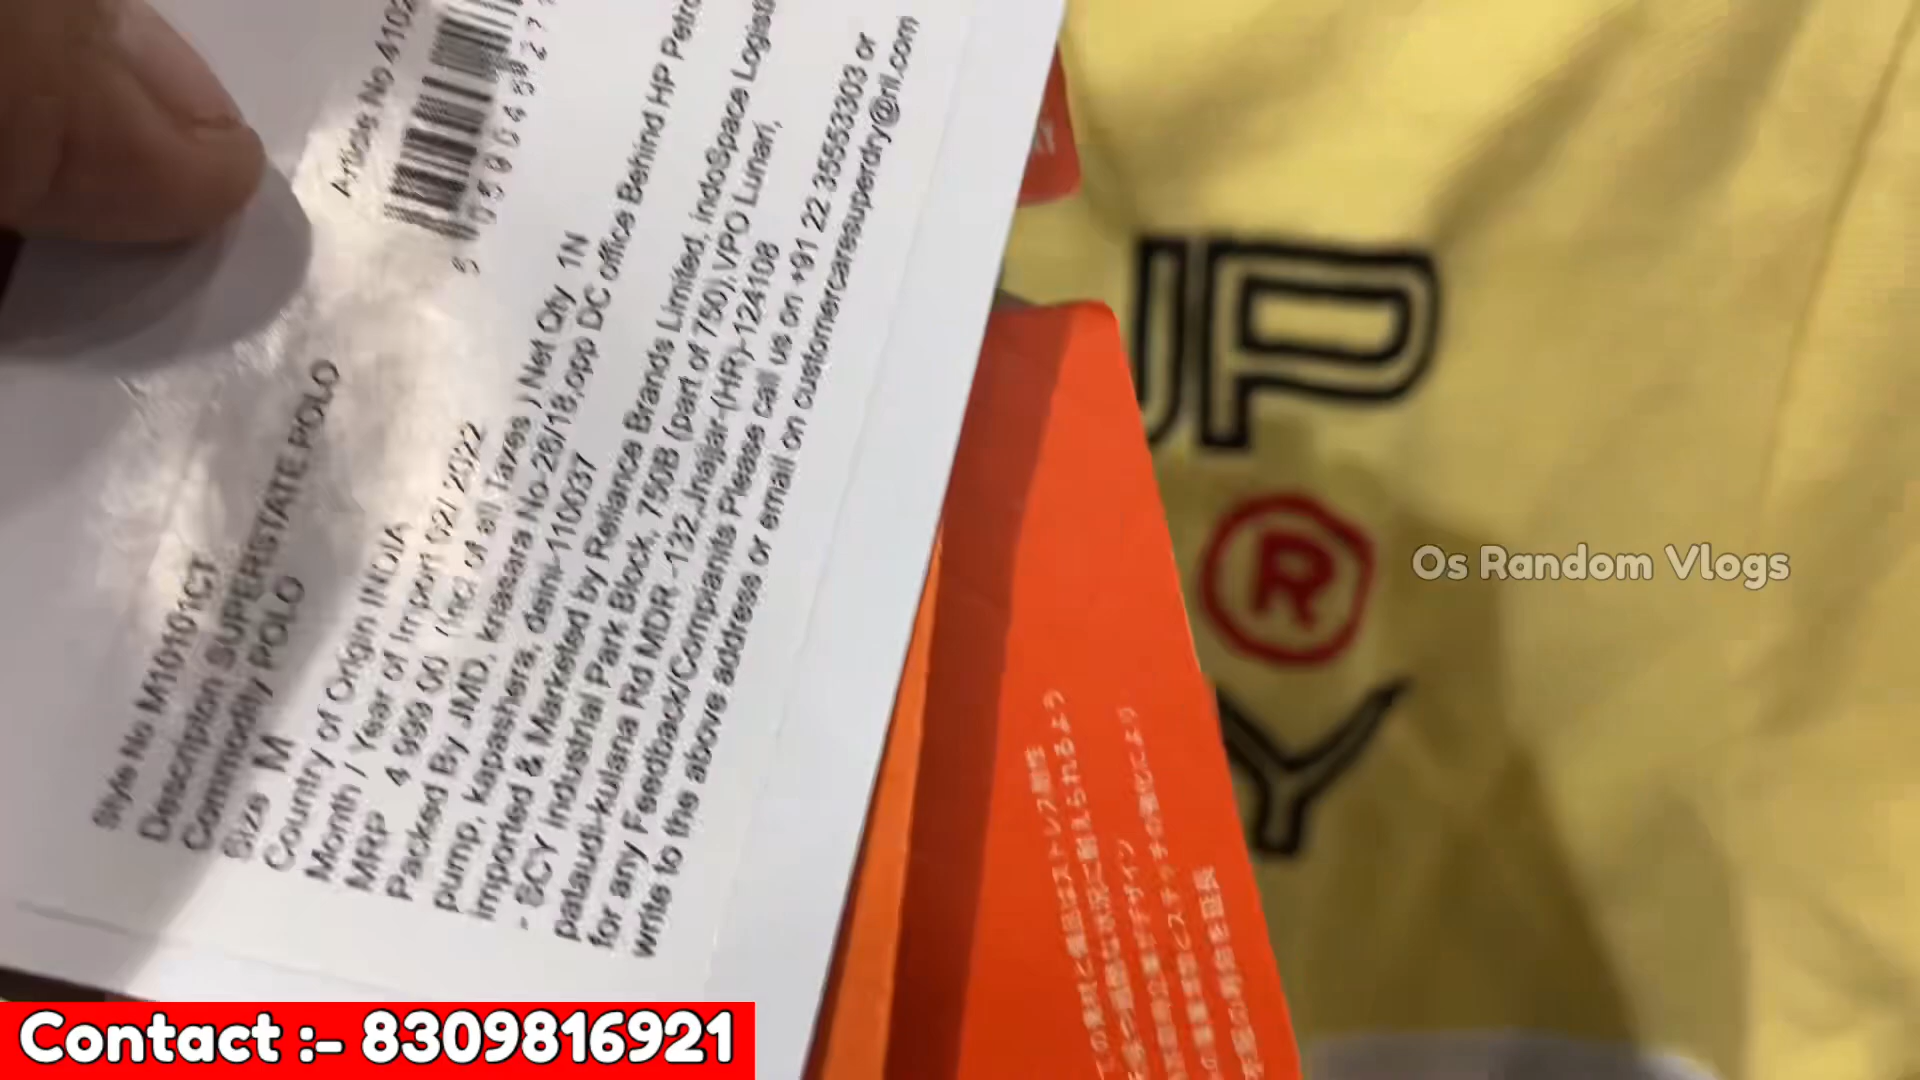 Article No 4102
Style No M10101CT
Description SUPERSTATE POLO
Commodity POLO
Size M
Country of Origin INDIA
Month / Year of Import 02/ 2022
MRP 4 999 00 (Incl of all Taxes ) Net Qty 1N
Packed By JMD, krasara No-26/18,opp DC office Behind HP Petro
pump, kapashera, delhi-110037
Imported & Marketed by Reliance Brands Limited, indoSpace Logisti
- SCY Industrial Park Block, 750B (part of 750),VPO Lunari,
pataudi-kulana Rd MDR -132,Jhajjar-(HR)-124108
for any Feedback/Companits Please call us on +91 22 35553303 or
write to the above address or email on customercaresuperdry@ril.com
UP
®
Y
Os Random Vlogs
Contact :- 8309816921